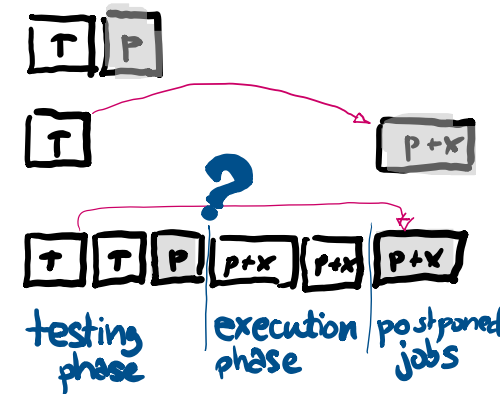 T P
T p+x
?
T T P p+x p+x p+x
testing phase
execution phase
postponed jobs